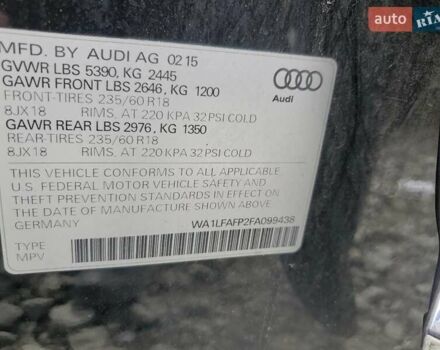 auto.
RIA
MFD. BY AUDI AG 02 15
GVWR LBS 5390, KG 2445
GAWR FRONT LBS 2646, KG 1200
FRONT-TIRES 235/60 R18
8JX18 RIMS, AT 220 KPA 32 PSI COLD
GAWR REAR LBS 2976, KG 1350
REAR-TIRES 235/60 R18
8JX18 RIMS, AT 220 KPA 32 PSI COLD
Audi
THIS VEHICLE CONFORMS TO ALL APPLICABLE
U.S. FEDERAL MOTOR VEHICLE SAFETY AND
THEFT PREVENTION STANDARDS IN EFFECT ON
THE DATE OF MANUFACTURE SHOWN ABOVE.
GERMANY WA1LFAFP2FA099438
TYPE
MPV